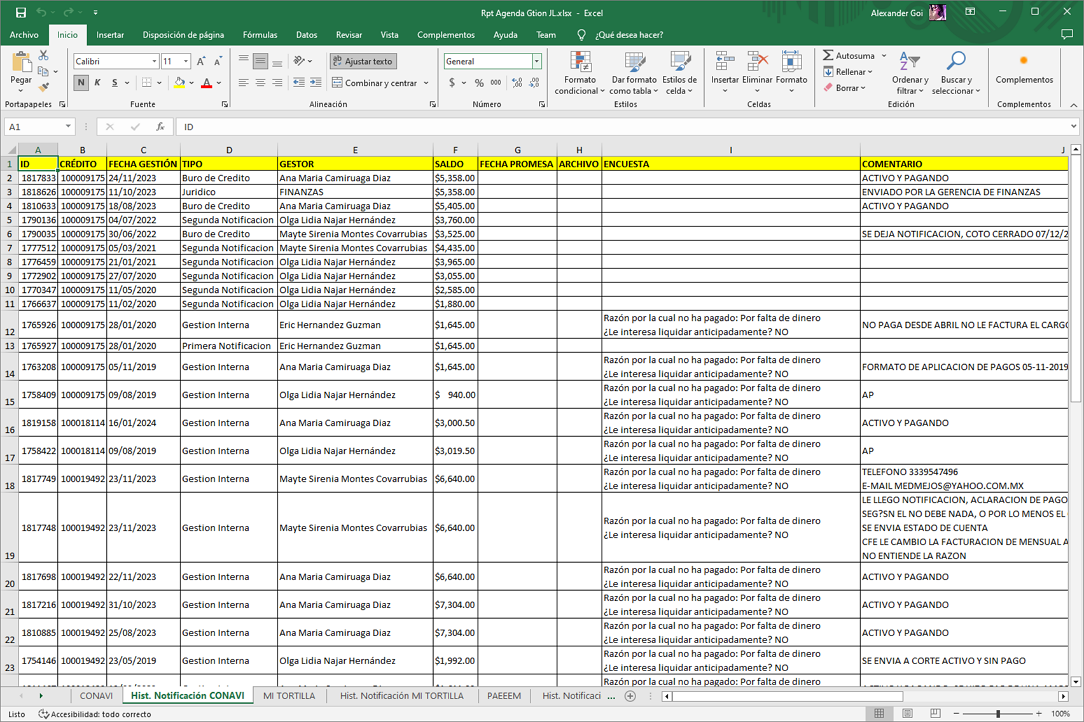 Rpt Agenda Gtion JL.xlsx - Excel
Alexander Goi
Archivo Inicio Insertar Disposición de página Fórmulas Datos Revisar Vista Complementos Ayuda Team ¿Qué desea hacer?
Pegar
Calibri 11
N K S
Ajustar texto
Combinar y centrar
General
$ % 000
Formato condicional
Dar formato como tabla
Estilos de celda
Insertar Eliminar Formato
Autosuma
Rellenar
Borrar
Ordenar y filtrar
Buscar y seleccionar
Complementos
Portapapeles Fuente Alineación Número Estilos Celdas Edición Complementos
A1 fx ID
A B C D E F G H I J
1 ID CRÉDITO FECHA GESTIÓN TIPO GESTOR SALDO FECHA PROMESA ARCHIVO ENCUESTA COMENTARIO
2 1817833 100009175 24/11/2023 Buro de Credito Ana Maria Camiruaga Diaz $5,358.00 ACTIVO Y PAGANDO
3 1818626 100009175 11/10/2023 Juridico FINANZAS $5,358.00 ENVIADO POR LA GERENCIA DE FINANZAS
4 1810633 100009175 18/08/2023 Buro de Credito Ana Maria Camiruaga Diaz $5,405.00 ACTIVO Y PAGANDO
5 1790136 100009175 04/07/2022 Segunda Notificacion Olga Lidia Najar Hernández $3,760.00
6 1790035 100009175 30/06/2022 Buro de Credito Mayte Sirenia Montes Covarrubias $3,525.00 SE DEJA NOTIFICACION, COTO CERRADO 07/12/2
7 1777512 100009175 05/03/2021 Segunda Notificacion Mayte Sirenia Montes Covarrubias $4,435.00
8 1776459 100009175 21/01/2021 Segunda Notificacion Olga Lidia Najar Hernández $3,965.00
9 1772902 100009175 27/07/2020 Segunda Notificacion Olga Lidia Najar Hernández $3,055.00
10 1770347 100009175 11/05/2020 Segunda Notificacion Olga Lidia Najar Hernández $2,585.00
11 1766637 100009175 11/02/2020 Segunda Notificacion Olga Lidia Najar Hernández $1,880.00
12 1765926 100009175 28/01/2020 Gestion Interna Eric Hernandez Guzman $1,645.00 Razón por la cual no ha pagado: Por falta de dinero
¿Le interesa liquidar anticipadamente? NO NO PAGA DESDE ABRIL NO LE FACTURA EL CARGO
13 1765927 100009175 28/01/2020 Primera Notificacion Eric Hernandez Guzman $1,645.00
14 1763208 100009175 05/11/2019 Gestion Interna Ana Maria Camiruaga Diaz $1,645.00 Razón por la cual no ha pagado: Por falta de dinero
¿Le interesa liquidar anticipadamente? NO FORMATO DE APLICACION DE PAGOS 05-11-2019
15 1758409 100009175 09/08/2019 Gestion Interna Olga Lidia Najar Hernández $ 940.00 Razón por la cual no ha pagado: Por falta de dinero
¿Le interesa liquidar anticipadamente? NO AP
16 1819158 100018114 16/01/2024 Gestion Interna Ana Maria Camiruaga Diaz $3,000.50 Razón por la cual no ha pagado: Por falta de dinero
¿Le interesa liquidar anticipadamente? NO ACTIVO Y PAGANDO
17 1758422 100018114 09/08/2019 Gestion Interna Olga Lidia Najar Hernández $3,019.50 Razón por la cual no ha pagado: Por falta de dinero
¿Le interesa liquidar anticipadamente? NO AP
18 1817749 100019492 23/11/2023 Gestion Interna Mayte Sirenia Montes Covarrubias $6,640.00 Razón por la cual no ha pagado: Por falta de dinero TELEFONO 3339547496
¿Le interesa liquidar anticipadamente? NO E-MAIL MEDMEJOS@YAHOO.COM.MX
LE LLEGO NOTIFICACION, ACLARACION DE PAGO
SEG?SN EL NO DEBE NADA, O POR LO MENOS EL
19 1817748 100019492 23/11/2023 Gestion Interna Mayte Sirenia Montes Covarrubias $6,640.00 Razón por la cual no ha pagado: Por falta de dinero SE ENVIA ESTADO DE CUENTA
¿Le interesa liquidar anticipadamente? NO CFE LE CAMBIO LA FACTURACION DE MENSUAL A
NO ENTIENDE LA RAZON
20 1817698 100019492 22/11/2023 Gestion Interna Ana Maria Camiruaga Diaz $6,640.00 Razón por la cual no ha pagado: Por falta de dinero
¿Le interesa liquidar anticipadamente? NO ACTIVO Y PAGANDO
21 1817216 100019492 31/10/2023 Gestion Interna Ana Maria Camiruaga Diaz $7,304.00 Razón por la cual no ha pagado: Por falta de dinero
¿Le interesa liquidar anticipadamente? NO ACTIVO Y PAGANDO
22 1810885 100019492 25/08/2023 Gestion Interna Ana Maria Camiruaga Diaz $7,304.00 Razón por la cual no ha pagado: Por falta de dinero
¿Le interesa liquidar anticipadamente? NO ACTIVO Y PAGANDO
23 1754146 100019492 23/05/2019 Gestion Interna Olga Lidia Najar Hernández $1,992.00 Razón por la cual no ha pagado: Por falta de dinero
¿Le interesa liquidar anticipadamente? NO SE ENVIA A CORTE ACTIVO Y SIN PAGO
CONAVI Hist. Notificación CONAVI MI TORTILLA Hist. Notificación MI TORTILLA PAEEEM Hist. Notificaci ...
Listo Accesibilidad: todo correcto 100%